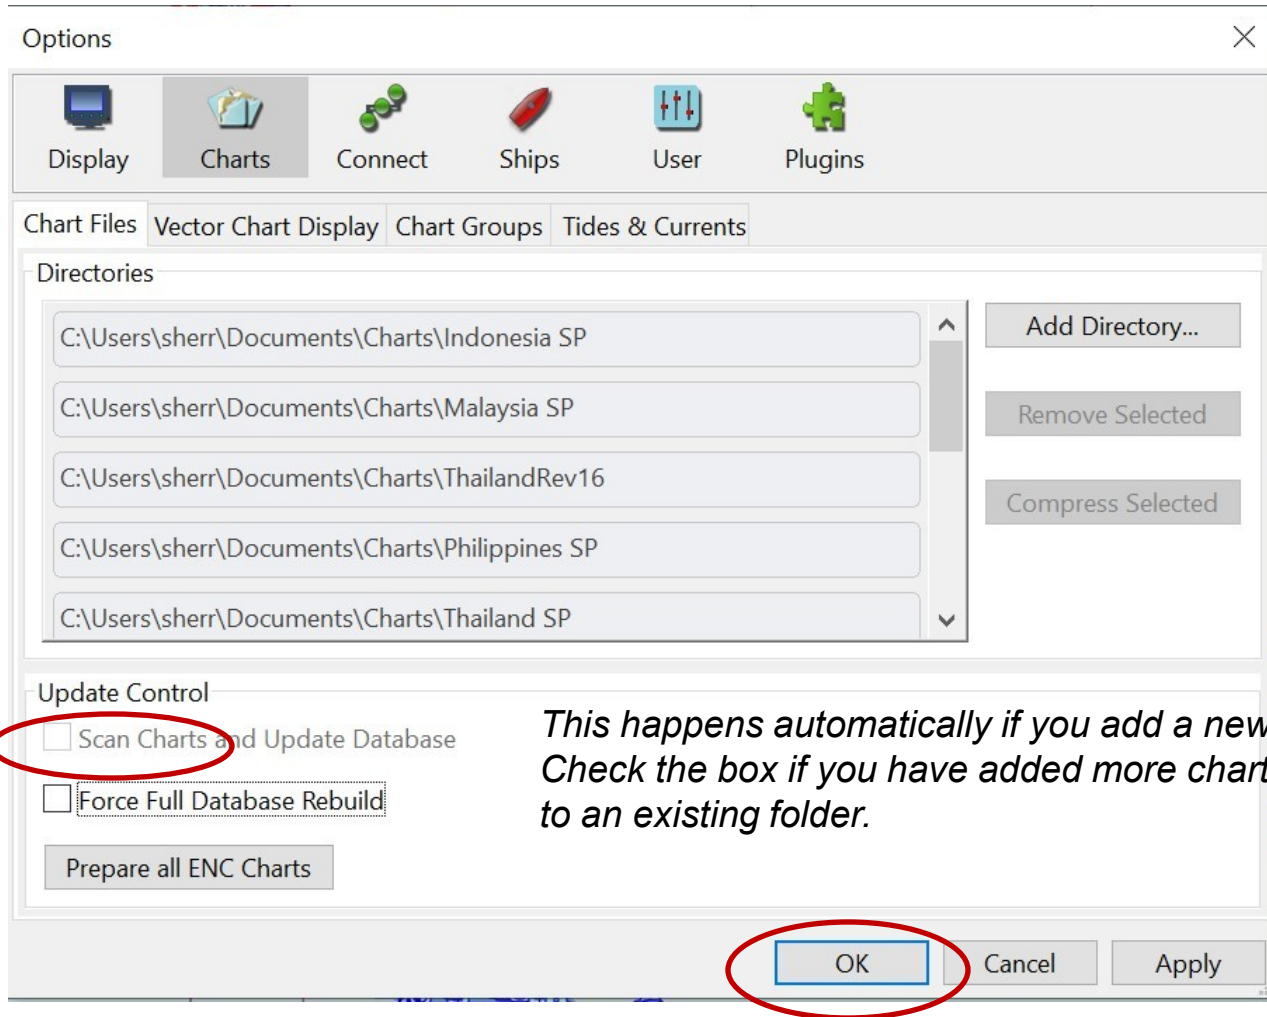 Options
Display Charts Connect Ships User Plugins
Chart Files Vector Chart Display Chart Groups Tides & Currents
Directories
C:\Users\sherr\Documents\Charts\Indonesia SP
Add Directory...
C:\Users\sherr\Documents\Charts\Malaysia SP
Remove Selected
C:\Users\sherr\Documents\Charts\ThailandRev16
Compress Selected
C:\Users\sherr\Documents\Charts\Philippines SP
C:\Users\sherr\Documents\Charts\Thailand SP
Update Control
Scan Charts and Update Database
Force Full Database Rebuild
Prepare all ENC Charts
This happens automatically if you add a new
Check the box if you have added more chart
to an existing folder.
OK Cancel Apply